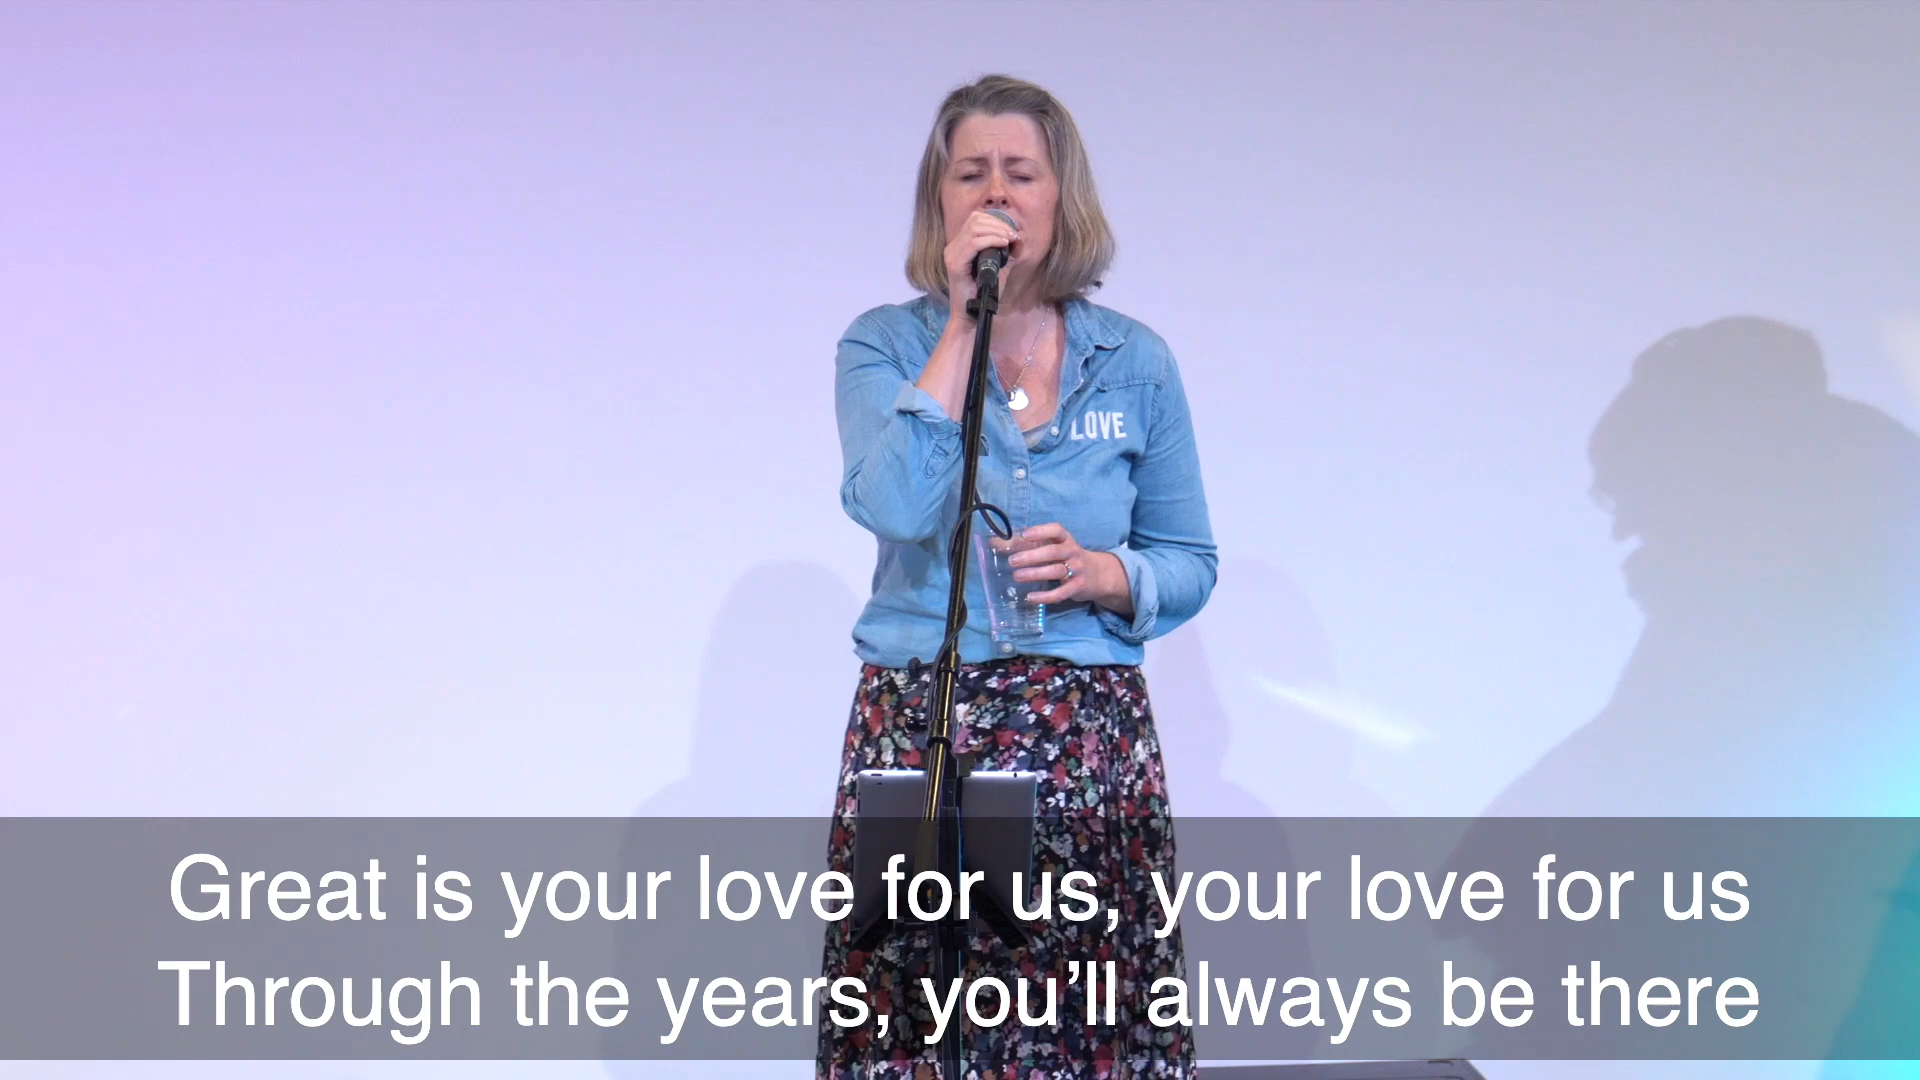 LOVE
Great is your love for us, your love for us
Through the years, you’ll always be there